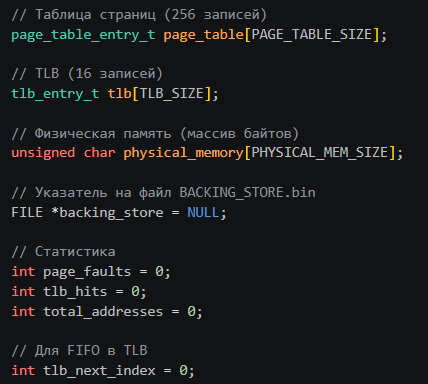 // Таблица страниц (256 записей)
page_table_entry_t page_table[PAGE_TABLE_SIZE];
// TLB (16 записей)
tlb_entry_t tlb[TLB_SIZE];
// Физическая память (массив байтов)
unsigned char physical_memory[PHYSICAL_MEM_SIZE];
// Указатель на файл BACKING_STORE.bin
FILE *backing_store = NULL;
// Статистика
int page_faults = 0;
int tlb_hits = 0;
int total_addresses = 0;
// Для FIFO в TLB
int tlb_next_index = 0;